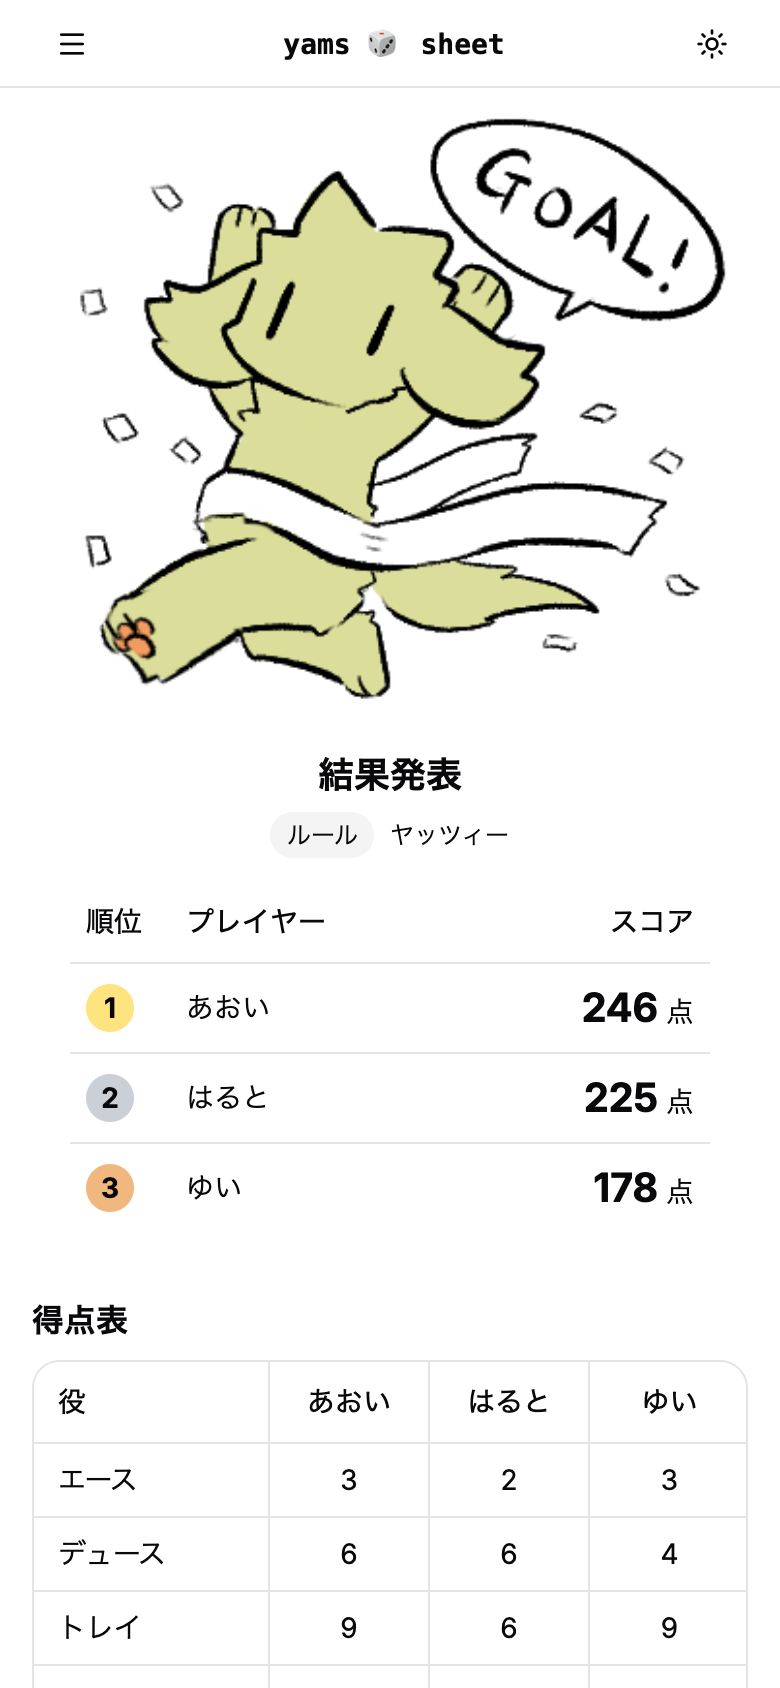 yams 🎲 sheet
GOAL!
結果発表
ルール ヤッツィー
順位 プレイヤー スコア
1 あおい 246 点
2 はると 225 点
3 ゆい 178 点
得点表
役 あおい はると ゆい
エース 3 2 3
デュース 6 6 4
トレイ 9 6 9